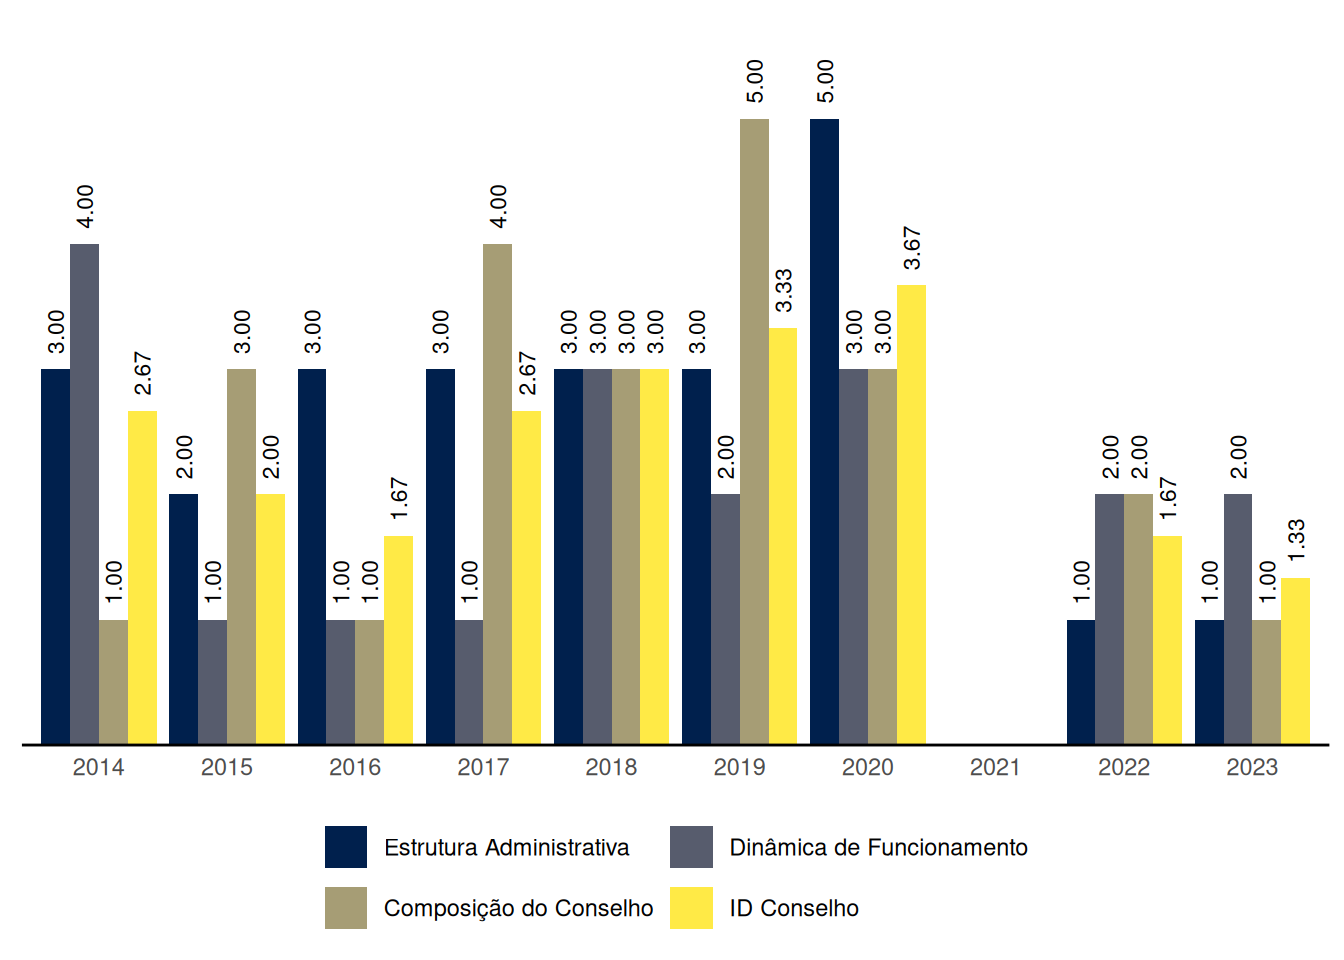 5.00 5.00
4.00 4.00
3.67
3.33
3.00 3.00 3.00 3.00 3.00 3.00 3.00 3.00 3.00 3.00 3.00
2.67 2.67
2.00 2.00 2.00 2.00 2.00 2.00
1.67 1.67
1.33
1.00 1.00 1.00 1.00 1.00 1.00 1.00 1.00
2014 2015 2016 2017 2018 2019 2020 2021 2022 2023
Estrutura Administrativa Dinâmica de Funcionamento
Composição do Conselho ID Conselho